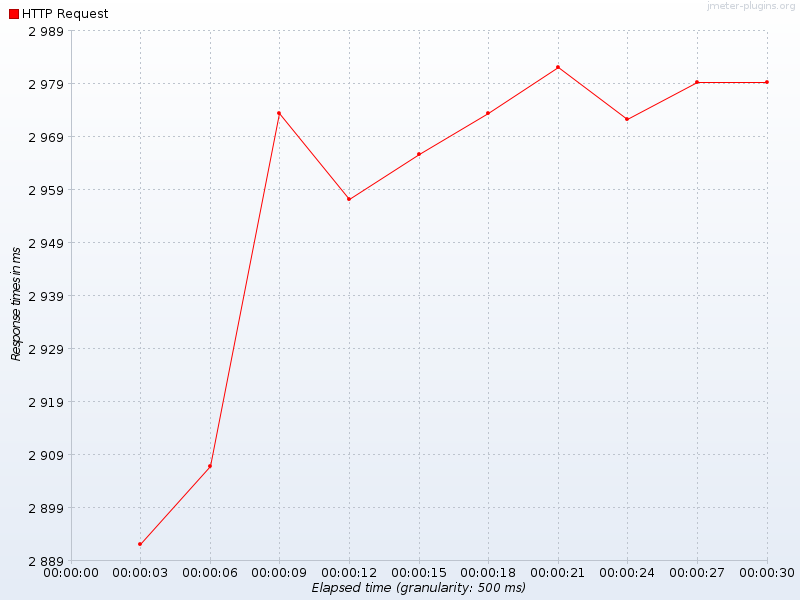 jmeter-plugins.org
HTTP Request
2 989
2 979
2 969
2 959
2 949
2 939
2 929
2 919
2 909
2 899
2 889
Response times in ms
00:00:00 00:00:03 00:00:06 00:00:09 00:00:12 00:00:15 00:00:18 00:00:21 00:00:24 00:00:27 00:00:30
Elapsed time (granularity: 500 ms)